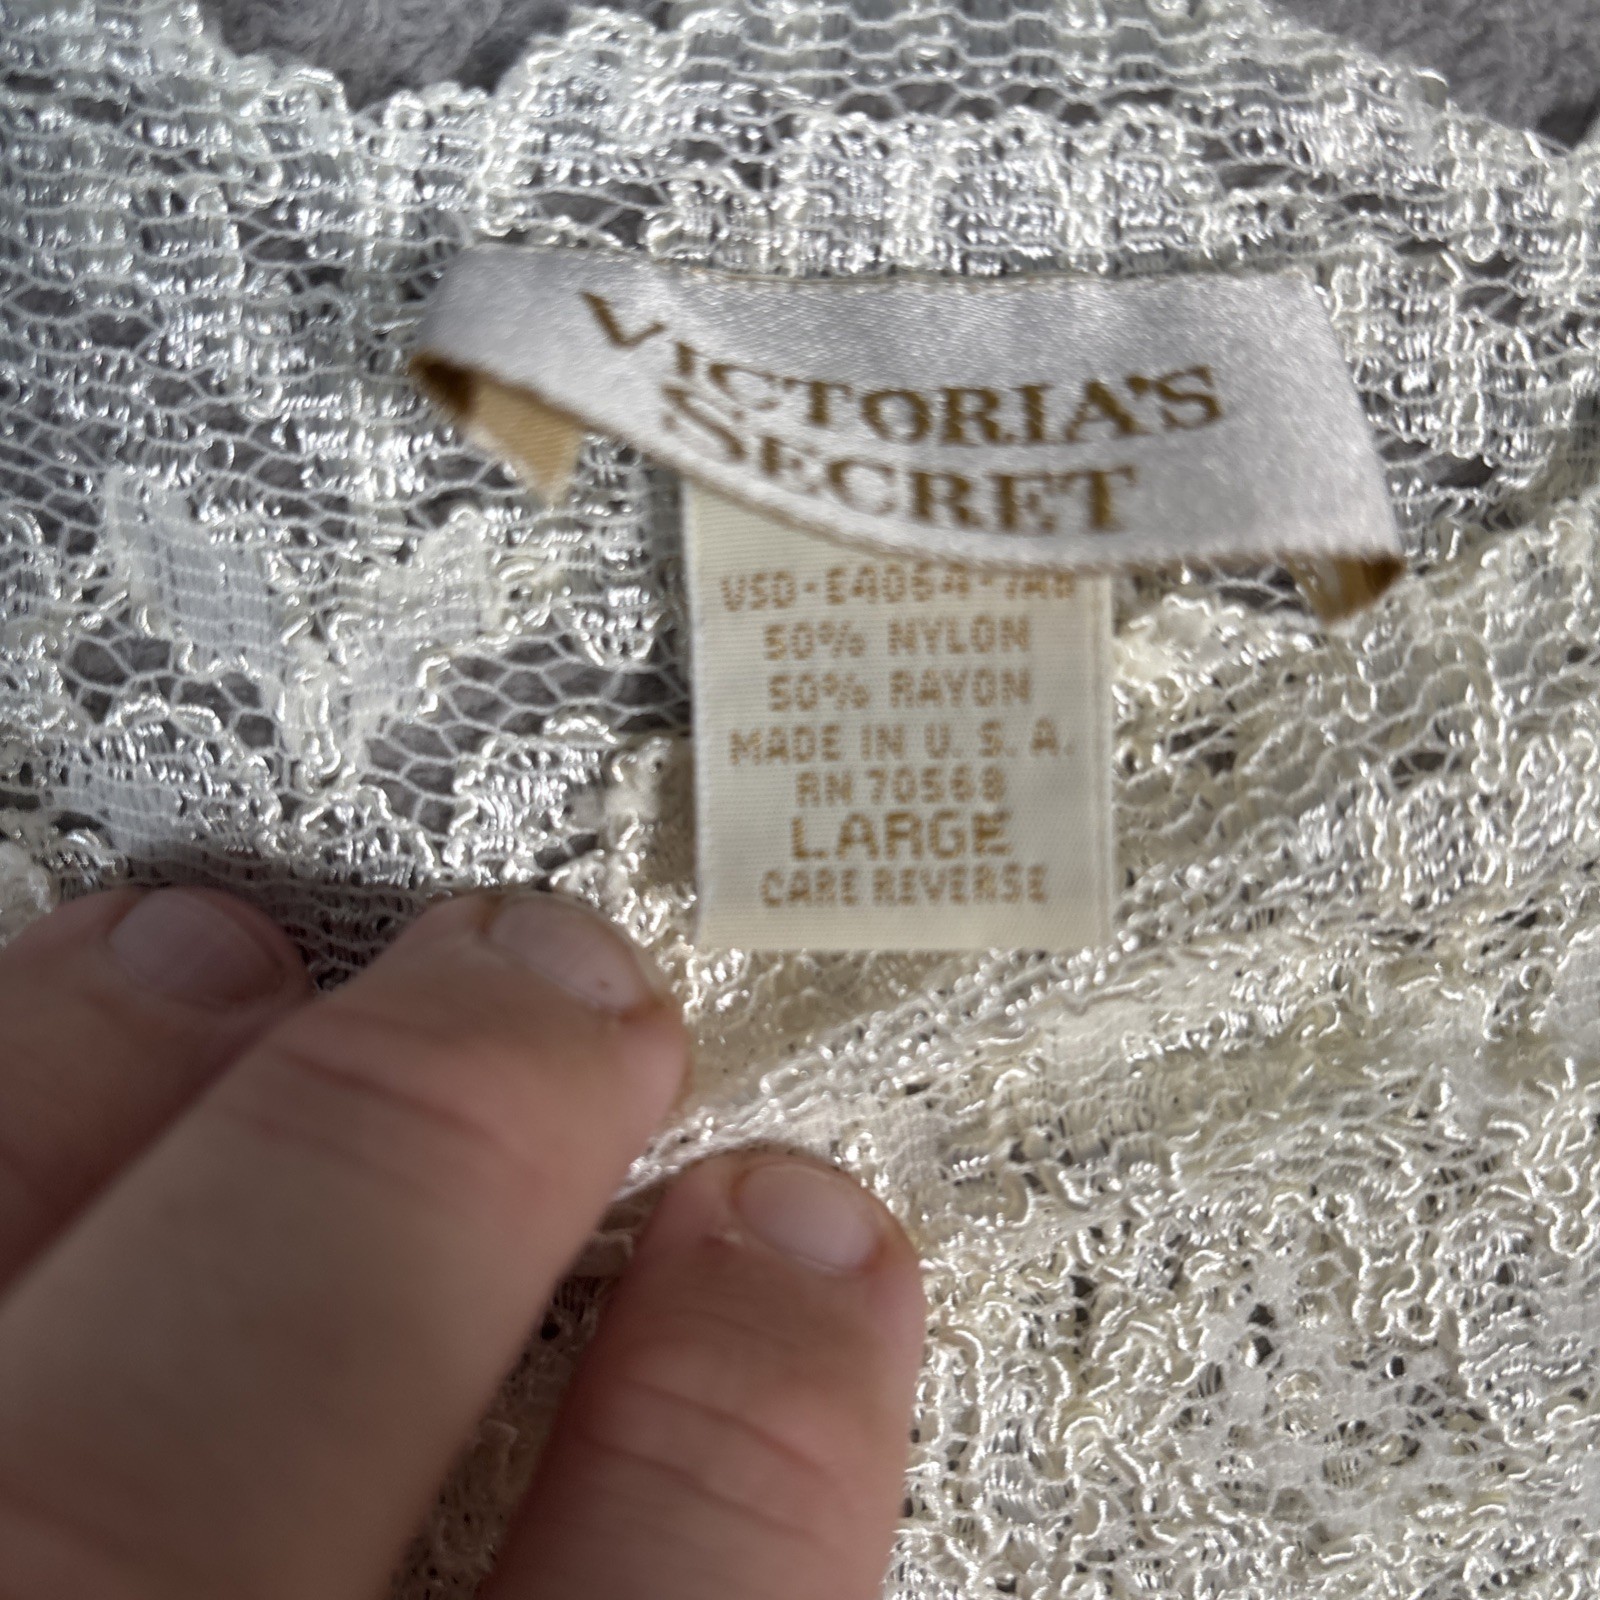 VICTORIA'S
SECRET
50% NYLON
50% RAYON
MADE IN U. S. A.
RN 70568
LARGE
CARE REVERSE